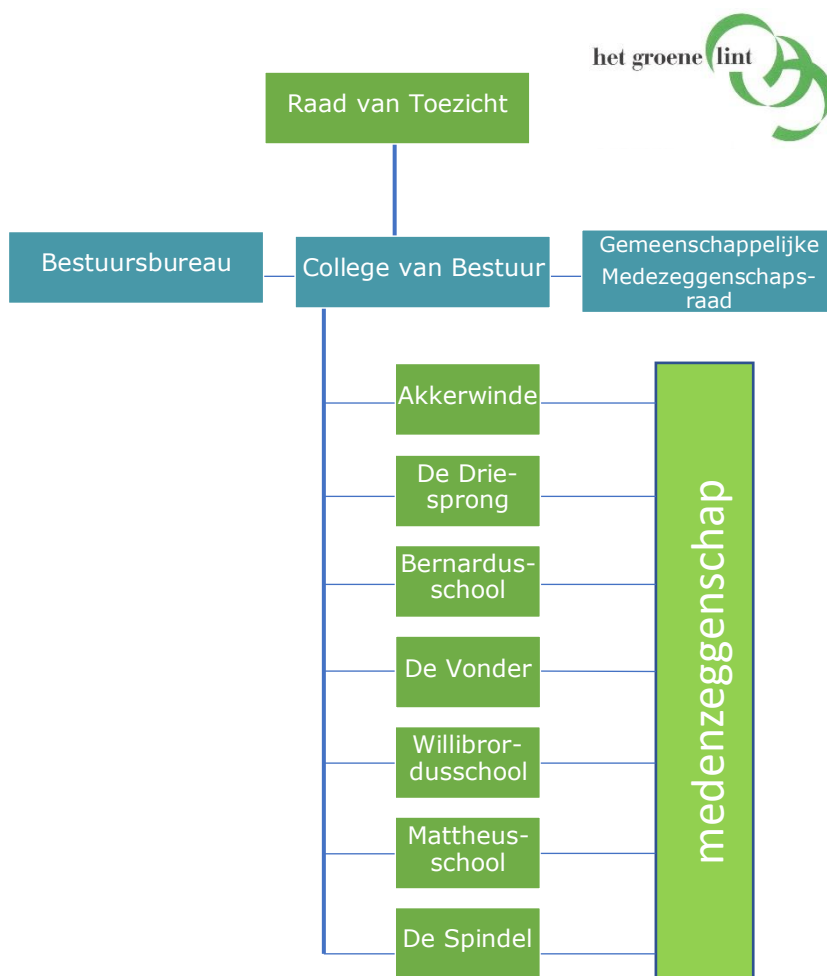 het groene lint
Raad van Toezicht
Bestuursbureau
College van Bestuur
Gemeenschappelijke
Medezeggenschaps-
raad
Akkerwinde
De Drie-
sprong
Bernardus-
school
De Vonder
Willibror-
dusschool
Mattheus-
school
De Spindel
medenzeggenschap